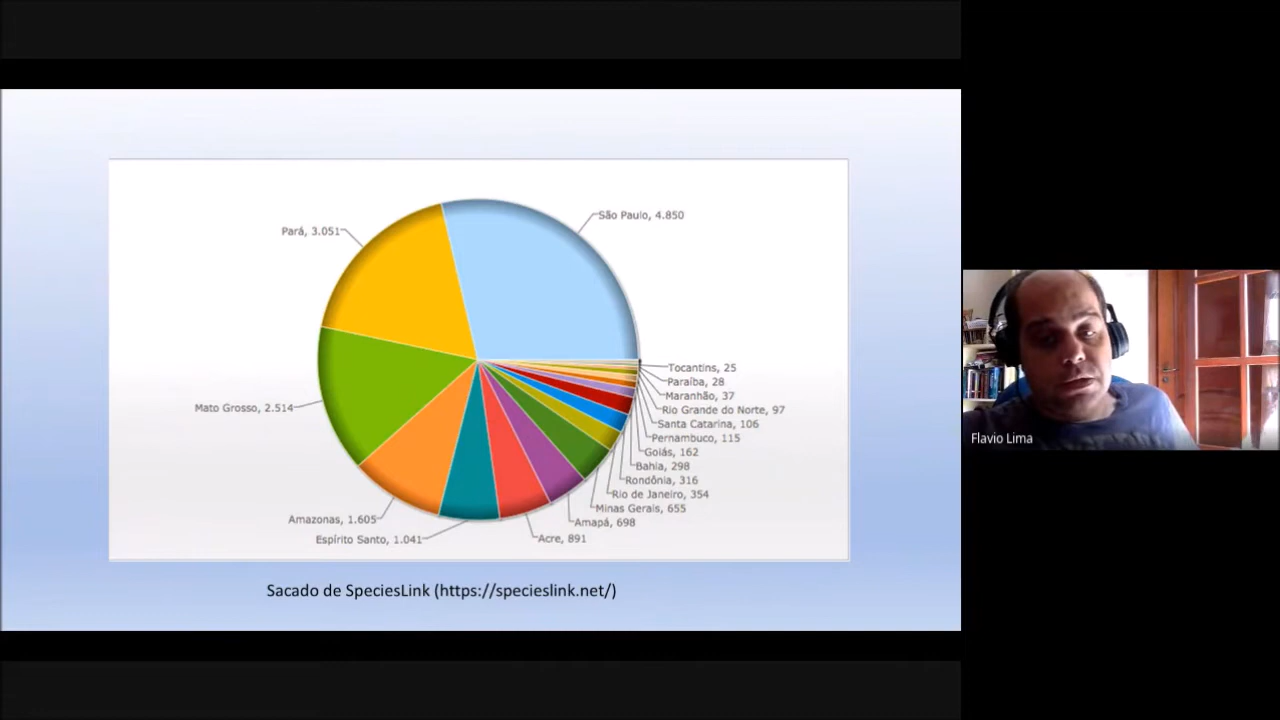 São Paulo, 4.850
Pará, 3.051
Tocantins, 25
Paraíba, 28
Maranhão, 37
Mato Grosso, 2.514
Rio Grande do Norte, 97
Santa Catarina, 106
Pernambuco, 115
Goiás, 162
Bahia, 298
Rondônia, 316
Rio de Janeiro, 354
Minas Gerais, 655
Amazonas, 1.605
Amapá, 698
Espírito Santo, 1.041
Acre, 891
Sacado de SpeciesLink (https://specieslink.net/)
Flavio Lima